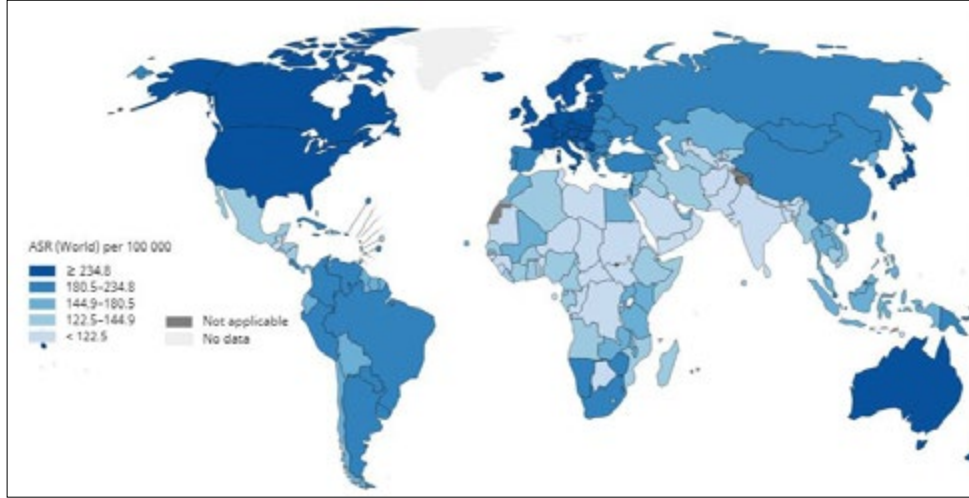 ASR (World) per 100 000
≥ 234.8
180.5–234.8
144.9–180.5
122.5–144.9
< 122.5
Not applicable
No data